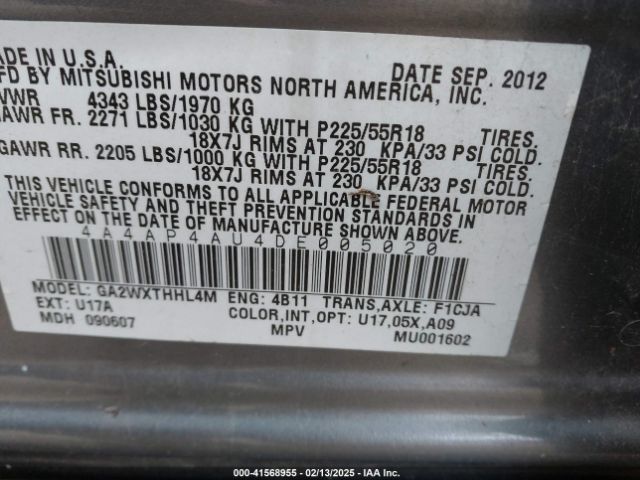 MADE IN U.S.A.
MFD BY MITSUBISHI MOTORS NORTH AMERICA, INC. DATE SEP. 2012
GVWR 4343 LBS/1970 KG
GAWR FR. 2271 LBS/1030 KG WITH P225/55R18 TIRES.
18X7J RIMS AT 230 KPA/33 PSI COLD.
GAWR RR. 2205 LBS/1000 KG WITH P225/55R18 TIRES.
18X7J RIMS AT 230 KPA/33 PSI COLD.
THIS VEHICLE CONFORMS TO ALL APPLICABLE FEDERAL MOTOR
VEHICLE SAFETY AND THEFT PREVENTION STANDARDS IN
EFFECT ON THE DATE OF MANUFACTURE SHOWN ABOVE.
4A4AP4AU4DE005020
MODEL: GA2WXTHHL4M ENG: 4B11 TRANS,AXLE: F1CJA
EXT: U17A COLOR,INT,OPT: U17,05X,A09
MDH 090607 MPV MU001602
000-41568955 — 02/13/2025 — IAA Inc.